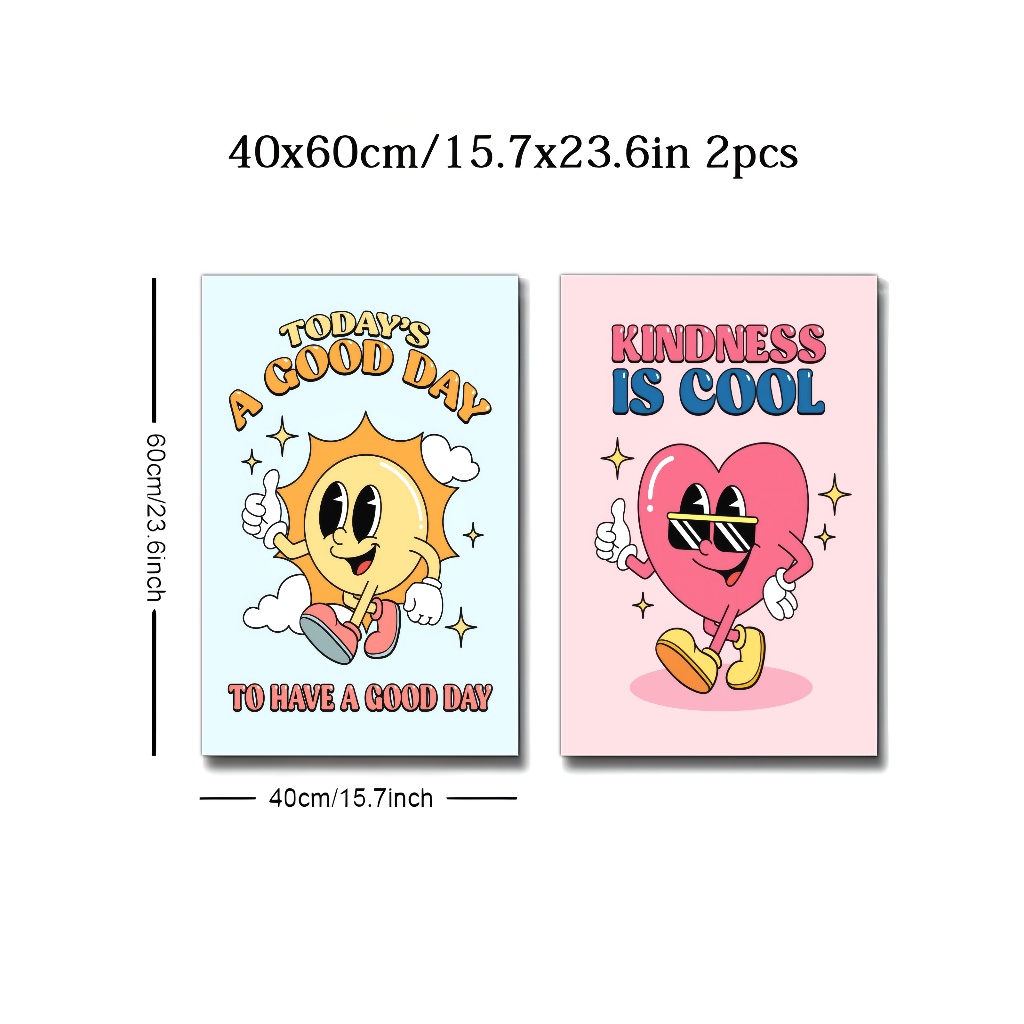 40x60cm/15.7x23.6in 2pcs
TODAY'S
A GOOD DAY
TO HAVE A GOOD DAY
KINDNESS
IS COOL
60cm/23.6inch
40cm/15.7inch